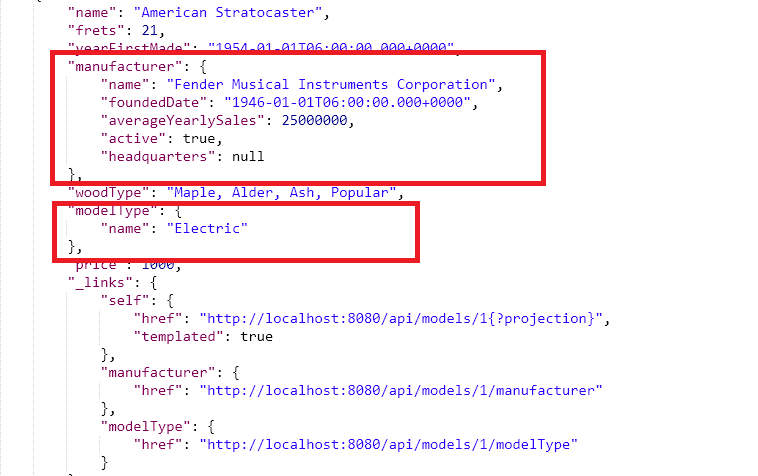 {
"name": "American Stratocaster",
"frets": 21,
"yearFirstMade": "1954-01-01T06:00:00.000+0000",
"manufacturer": {
"name": "Fender Musical Instruments Corporation",
"foundedDate": "1946-01-01T06:00:00.000+0000",
"averageYearlySales": 25000000,
"active": true,
"headquarters": null
},
"woodType": "Maple, Alder, Ash, Popular",
"modelType": {
"name": "Electric"
},
"price": 1000,
"_links": {
"self": {
"href": "http://localhost:8080/api/models/1{?projection}",
"templated": true
},
"manufacturer": {
"href": "http://localhost:8080/api/models/1/manufacturer"
},
"modelType": {
"href": "http://localhost:8080/api/models/1/modelType"
}